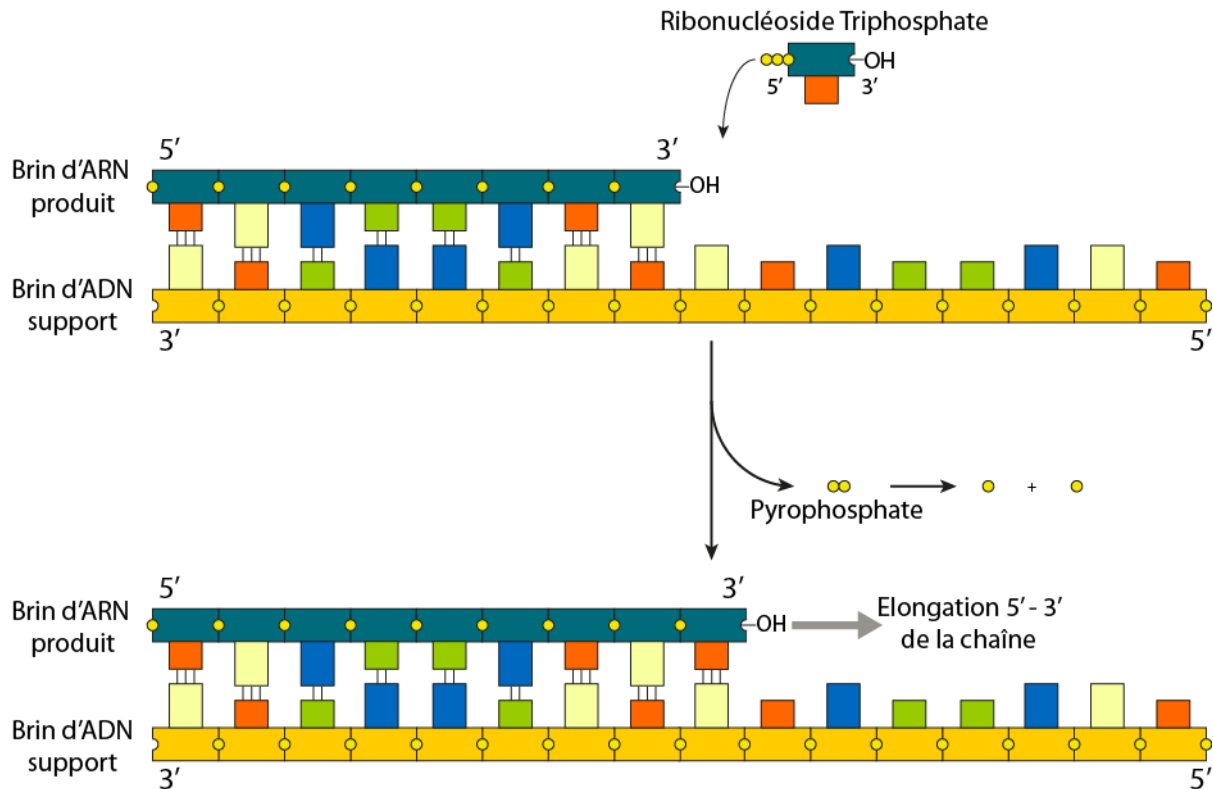 Ribonucléoside Triphosphate
OH
5′
3′
5′
3′
Brin d’ARN
produit
OH
Brin d’ADN
support
3′
5′
+
Pyrophosphate
5′
3′
Brin d’ARN
produit
OH
Elongation 5′ - 3′
de la chaîne
Brin d’ADN
support
3′
5′